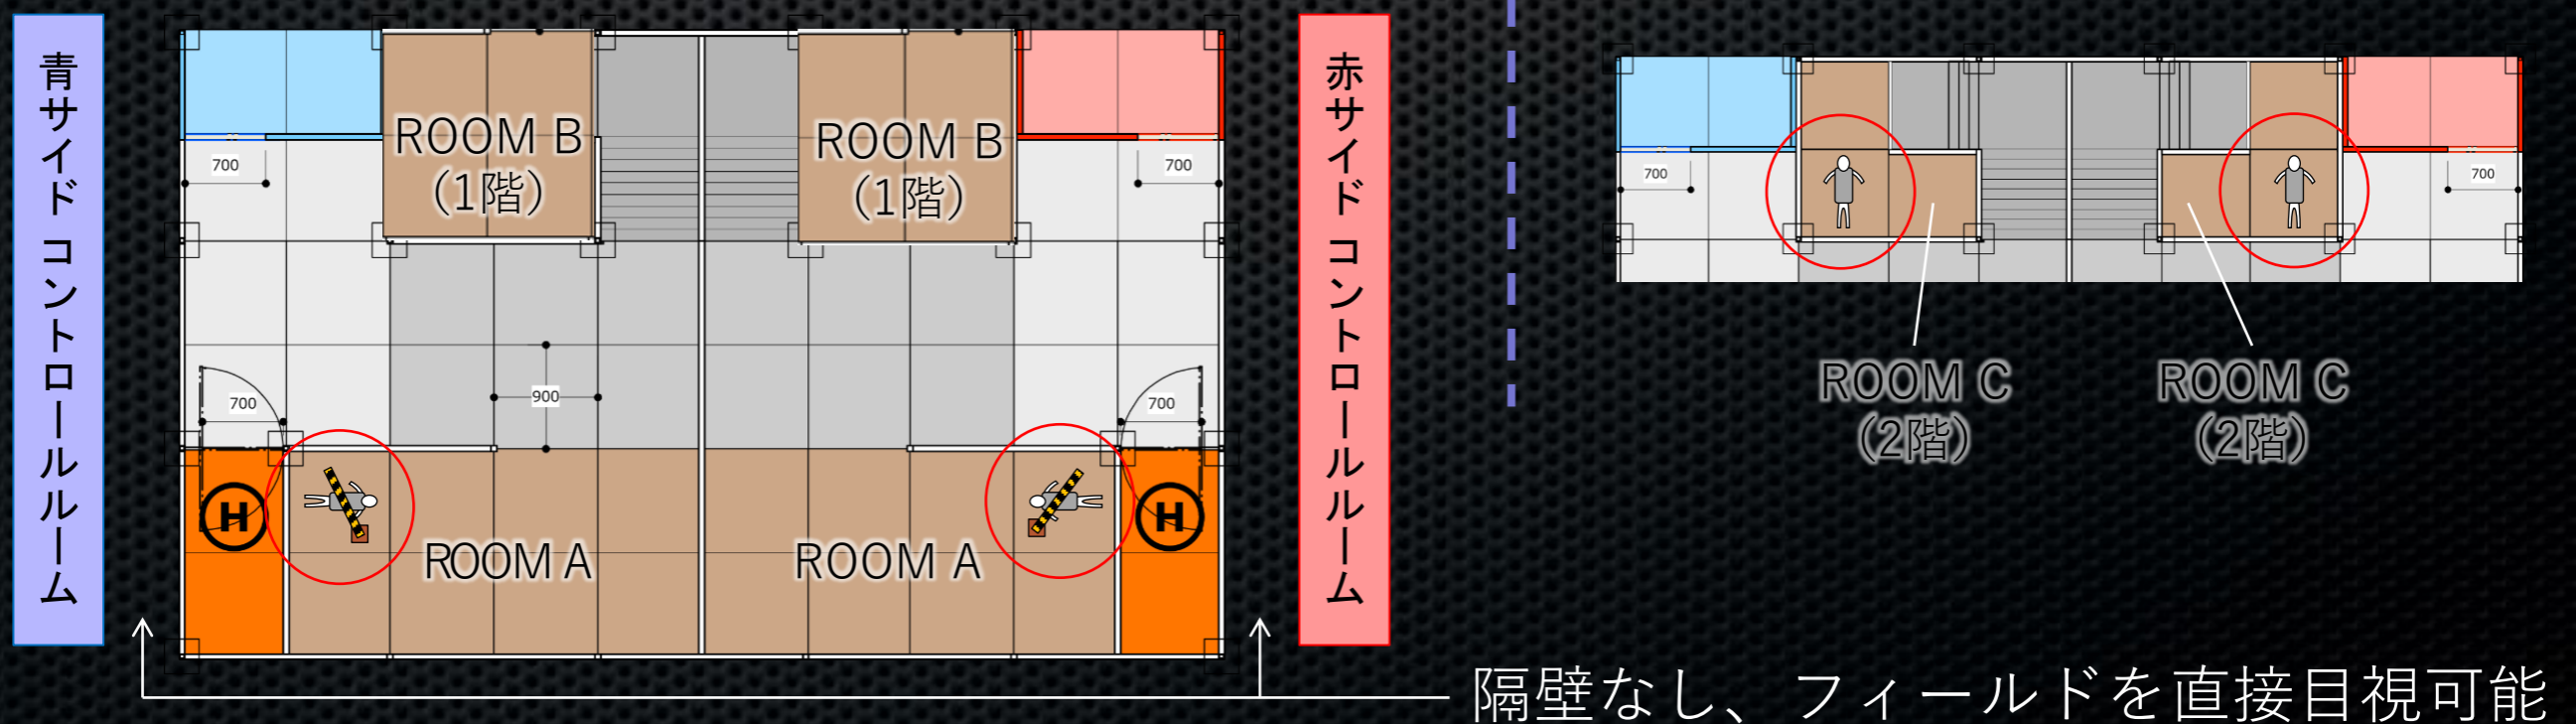 青サイド コントロールルーム
ROOM B
(1階)
ROOM B
(1階)
700
700
900
700
700
H
H
ROOM A
ROOM A
赤サイド コントロールルーム
700
700
ROOM C
(2階)
ROOM C
(2階)
隔壁なし、フィールドを直接目視可能